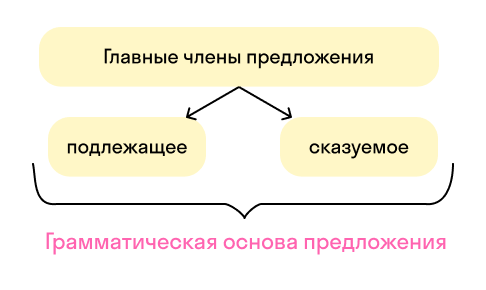 Главные члены предложения
подлежащее
сказуемое
Грамматическая основа предложения